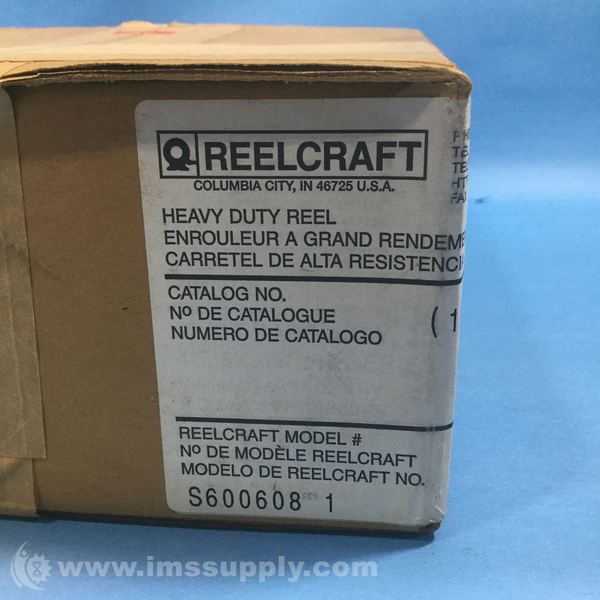 REELCRAFT
COLUMBIA CITY, IN 46725 U.S.A.
HEAVY DUTY REEL
ENROULEUR A GRAND RENDEME
CARRETEL DE ALTA RESISTENCI
CATALOG NO.
Nº DE CATALOGUE
NUMERO DE CATALOGO
( 1
REELCRAFT MODEL #
Nº DE MODÈLE REELCRAFT
MODELO DE REELCRAFT NO.
S600608 1
www.imssupply.com/